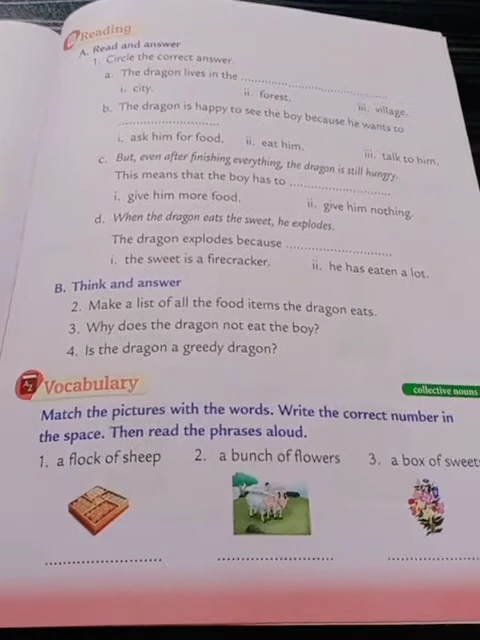 Reading
A. Read and answer
1. Circle the correct answer.
a. The dragon lives in the ........................
i. city. ii. forest. iii. village.
b. The dragon is happy to see the boy because he wants to
........................
i. ask him for food. ii. eat him. iii. talk to him.
c. But, even after finishing everything, the dragon is still hungry.
This means that the boy has to ........................
i. give him more food. ii. give him nothing.
d. When the dragon eats the sweet, he explodes.
The dragon explodes because ........................
i. the sweet is a firecracker. ii. he has eaten a lot.
B. Think and answer
2. Make a list of all the food items the dragon eats.
3. Why does the dragon not eat the boy?
4. Is the dragon a greedy dragon?
AZ Vocabulary
collective nouns
Match the pictures with the words. Write the correct number in
the space. Then read the phrases aloud.
1. a flock of sheep 2. a bunch of flowers 3. a box of sweet
........................ ........................ ........................